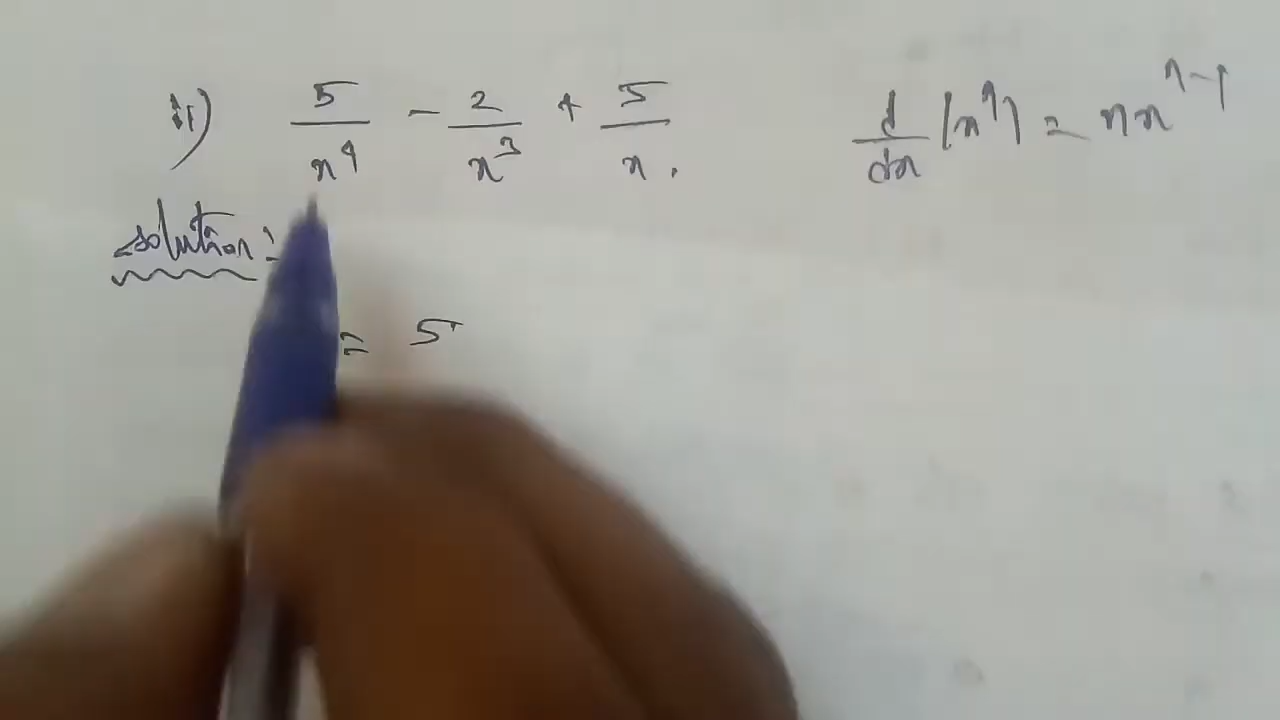 ii) 5/x⁴ - 2/x³ + 5/x.
d/dx (xⁿ) = nxⁿ⁻¹
Solution:
= 5